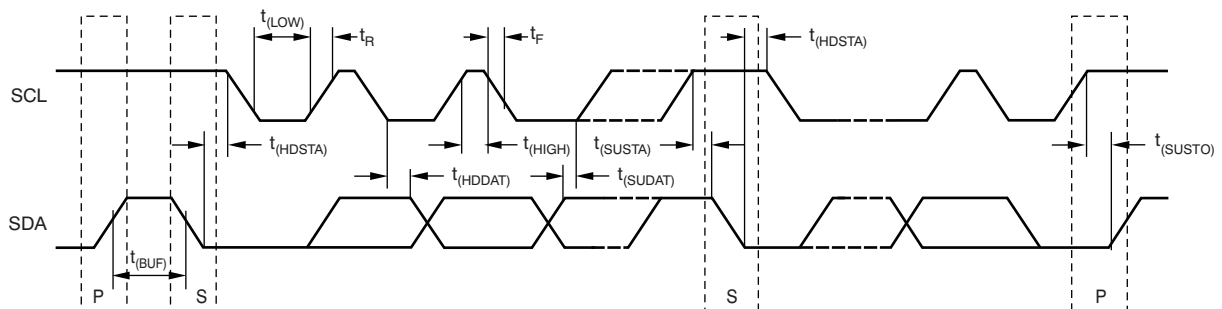 t(LOW)
tR
tF
t(HDSTA)
SCL
t(HDSTA)
t(HIGH)
t(SUSTA)
t(SUSTO)
t(HDDAT)
t(SUDAT)
SDA
t(BUF)
P
S
S
P